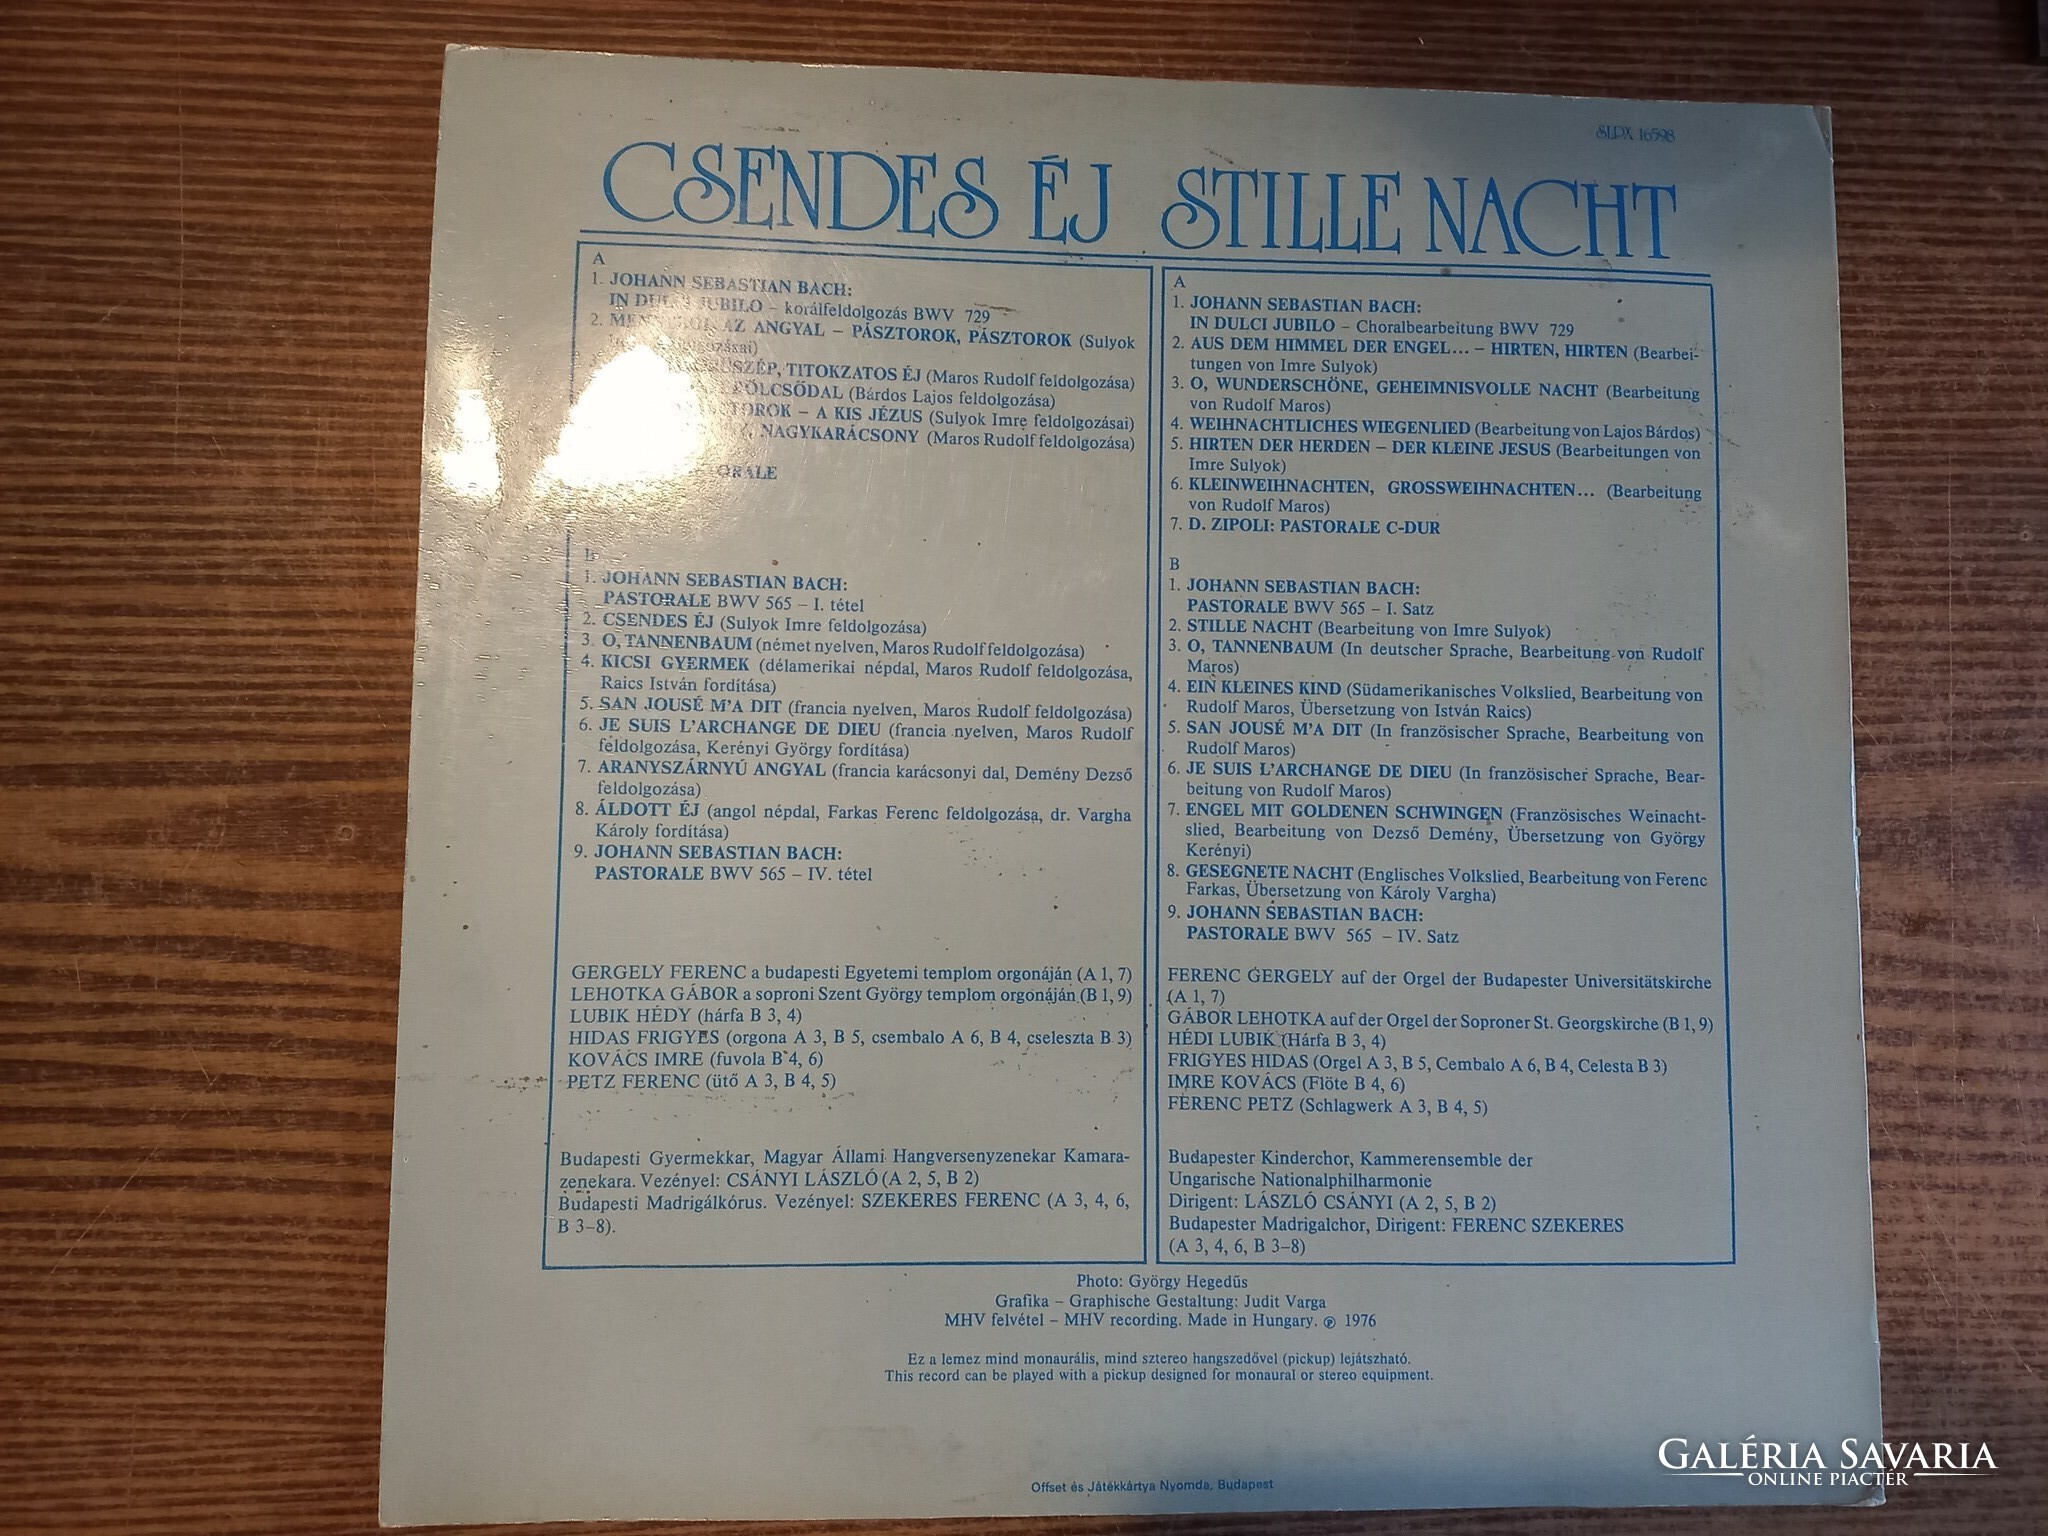 SLPX 16598
CSENDES ÉJ STILLE NACHT
A
1. JOHANN SEBASTIAN BACH:
IN DULCI JUBILO – korálfeldolgozás BWV 729
2. AZ ANGYAL – PÁSZTOROK, PÁSZTOROK (Sulyok
TITOKZATOS ÉJ (Maros Rudolf feldolgozása)
(Bárdos Lajos feldolgozása)
– A KIS JÉZUS (Sulyok Imre feldolgozásai)
NAGYKARÁCSONY (Maros Rudolf feldolgozása)
B
1. JOHANN SEBASTIAN BACH:
PASTORALE BWV 565 – I. tétel
2. CSENDES ÉJ (Sulyok Imre feldolgozása)
3. O, TANNENBAUM (német nyelven, Maros Rudolf feldolgozása)
4. KICSI GYERMEK (délamerikai népdal, Maros Rudolf feldolgozása,
Raics István fordítása)
5. SAN JOUSÉ M'A DIT (francia nyelven, Maros Rudolf feldolgozása)
6. JE SUIS L'ARCHANGE DE DIEU (francia nyelven, Maros Rudolf
feldolgozása, Kerényi György fordítása)
7. ARANYSZÁRNYÚ ANGYAL (francia karácsonyi dal, Demény Dezső
feldolgozása)
8. ÁLDOTT ÉJ (angol népdal, Farkas Ferenc feldolgozása, dr. Vargha
Károly fordítása)
9. JOHANN SEBASTIAN BACH:
PASTORALE BWV 565 – IV. tétel
GERGELY FERENC a budapesti Egyetemi templom orgonáján (A 1, 7)
LEHOTKA GÁBOR a soproni Szent György templom orgonáján (B 1, 9)
LUBIK HÉDY (hárfa B 3, 4)
HIDAS FRIGYES (orgona A 3, B 5, csembalo A 6, B 4, cseleszta B 3)
KOVÁCS IMRE (fuvola B 4, 6)
PETZ FERENC (ütő A 3, B 4, 5)
Budapesti Gyermekkar, Magyar Állami Hangversenyzenekar Kamara-
zenekara. Vezényel: CSÁNYI LÁSZLÓ (A 2, 5, B 2)
Budapesti Madrigálkórus. Vezényel: SZEKERES FERENC (A 3, 4, 6,
B 3–8).
A
1. JOHANN SEBASTIAN BACH:
IN DULCI JUBILO – Choralbearbeitung BWV 729
2. AUS DEM HIMMEL DER ENGEL... – HIRTEN, HIRTEN (Bearbei-
tungen von Imre Sulyok)
3. O, WUNDERSCHÖNE, GEHEIMNISVOLLE NACHT (Bearbeitung
von Rudolf Maros)
4. WEIHNACHTLICHES WIEGENLIED (Bearbeitung von Lajos Bárdos)
5. HIRTEN DER HERDEN – DER KLEINE JESUS (Bearbeitungen von
Imre Sulyok)
6. KLEINWEIHNACHTEN, GROSSWEIHNACHTEN... (Bearbeitung
von Rudolf Maros)
7. D. ZIPOLI: PASTORALE C-DUR
B
1. JOHANN SEBASTIAN BACH:
PASTORALE BWV 565 – I. Satz
2. STILLE NACHT (Bearbeitung von Imre Sulyok)
3. O, TANNENBAUM (In deutscher Sprache, Bearbeitung von Rudolf
Maros)
4. EIN KLEINES KIND (Südamerikanisches Volkslied, Bearbeitung von
Rudolf Maros, Übersetzung von István Raics)
5. SAN JOUSÉ M'A DIT (In französischer Sprache, Bearbeitung von
Rudolf Maros)
6. JE SUIS L'ARCHANGE DE DIEU (In französischer Sprache, Bear-
beitung von Rudolf Maros)
7. ENGEL MIT GOLDENEN SCHWINGEN (Französisches Weinacht-
slied, Bearbeitung von Dezső Demény, Übersetzung von György
Kerényi)
8. GESEGNETE NACHT (Englisches Volkslied, Bearbeitung von Ferenc
Farkas, Übersetzung von Károly Vargha)
9. JOHANN SEBASTIAN BACH:
PASTORALE BWV 565 – IV. Satz
FERENC GERGELY auf der Orgel der Budapester Universitätskirche
(A 1, 7)
GÁBOR LEHOTKA auf der Orgel der Soproner St. Georgskirche (B 1, 9)
HÉDI LUBIK (Hárfa B 3, 4)
FRIGYES HIDAS (Orgel A 3, B 5, Cembalo A 6, B 4, Celesta B 3)
IMRE KOVÁCS (Flöte B 4, 6)
FERENC PETZ (Schlagwerk A 3, B 4, 5)
Budapester Kinderchor, Kammerensemble der
Ungarische Nationalphilharmonie
Dirigent: LÁSZLÓ CSÁNYI (A 2, 5, B 2)
Budapester Madrigalchor, Dirigent: FERENC SZEKERES
(A 3, 4, 6, B 3–8)
Photo: György Hegedűs
Grafika – Graphische Gestaltung: Judit Varga
MHV felvétel – MHV recording. Made in Hungary. ℗ 1976
Ez a lemez mind monaurális, mind sztereo hangszedővel (pickup) lejátszható.
This record can be played with a pickup designed for monaural or stereo equipment.
Offset és Játékkártya Nyomda, Budapest
GALÉRIA SAVARIA
ONLINE PIACTÉR